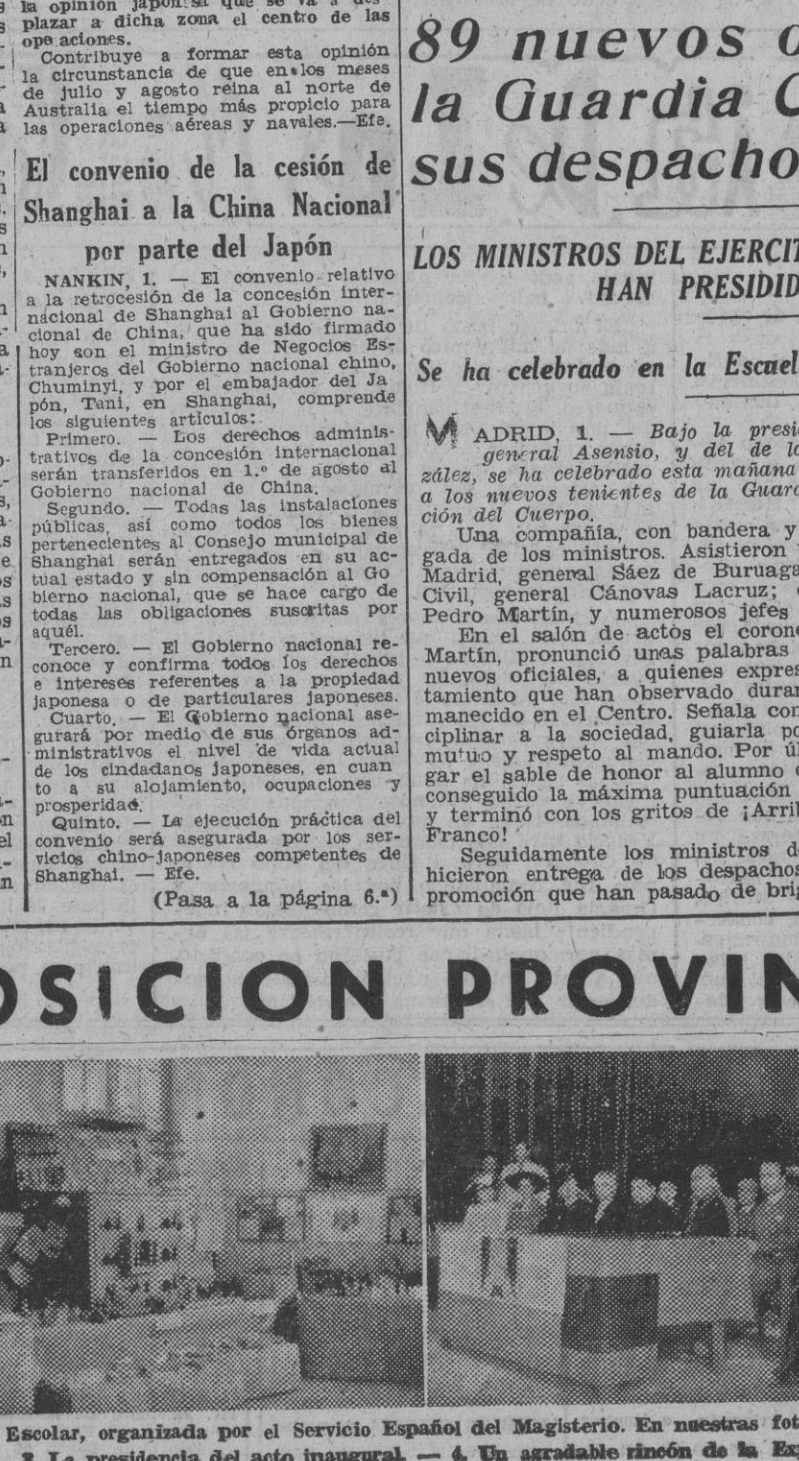 la opinión japonesa que se va a des-
plazar a dicha zona el centro de las
operaciones.
Contribuye a formar esta opinión
la circunstancia de que en los meses
de julio y agosto reina al norte de
Australia el tiempo más propicio para
las operaciones aéreas y navales.—Efe.
El convenio de la cesión de
Shanghai a la China Nacional
por parte del Japón
NANKIN, 1. — El convenio relativo
a la retrocesión de la concesión inter-
nacional de Shanghai al Gobierno na-
cional de China, que ha sido firmado
hoy son el ministro de Negocios Es-
tranjeros del Gobierno nacional chino,
Chuminyi, y por el embajador del Ja
pón, Tani, en Shanghai, comprende
los siguientes artículos:
Primero. — Los derechos adminis-
trativos de la concesión internacional
serán transferidos en 1.º de agosto al
Gobierno nacional de China.
Segundo. — Todas las instalaciones
públicas, así como todos los bienes
pertenecientes al Consejo municipal de
Shanghai serán entregados en su ac-
tual estado y sin compensación al Go
bierno nacional, que se hace cargo de
todas las obligaciones suscritas por
aquél.
Tercero. — El Gobierno nacional re-
conoce y confirma todos los derechos
e intereses referentes a la propiedad
japonesa o de particulares japoneses.
Cuarto. — El Gobierno nacional ase-
gurará por medio de sus órganos ad-
ministrativos el nivel de vida actual
de los cindadanos japoneses, en cuan
to a su alojamiento, ocupaciones y
prosperidad.
Quinto. — La ejecución práctica del
convenio será asegurada por los ser-
vicios chino-japoneses competentes de
Shanghai. — Efe.
(Pasa a la página 6.ª)
89 nuevos o
la Guardia C
sus despacho
LOS MINISTROS DEL EJERCIT
HAN PRESIDID
Se ha celebrado en la Escuel
MADRID, 1. — Bajo la presi
general Asensio, y del de la
zález, se ha celebrado esta mañana
a los nuevos tenientes de la Guard
ción del Cuerpo.
Una compañía, con bandera y
gada de los ministros. Asistieron
Madrid, general Sáez de Buruaga
Civil, general Cánovas Lacruz;
Pedro Martín, y numerosos jefes
En el salón de actos el corone
Martín, pronunció unas palabras
nuevos oficiales, a quienes expres
tamiento que han observado duran
manecido en el Centro. Señala con
ciplinar a la sociedad, guiarla po
mutuo y respeto al mando. Por úl
gar el sable de honor al alumno
conseguido la máxima puntuación
y terminó con los gritos de ¡Arrib
Franco!
Seguidamente los ministros d
hicieron entrega de los despachos
promoción que han pasado de brig
OSICION PROVIN
Escolar, organizada por el Servicio Español del Magisterio. En nuestras fot
La presidencia del acto inaugural. — 4. Un agradable rincón de la Ex